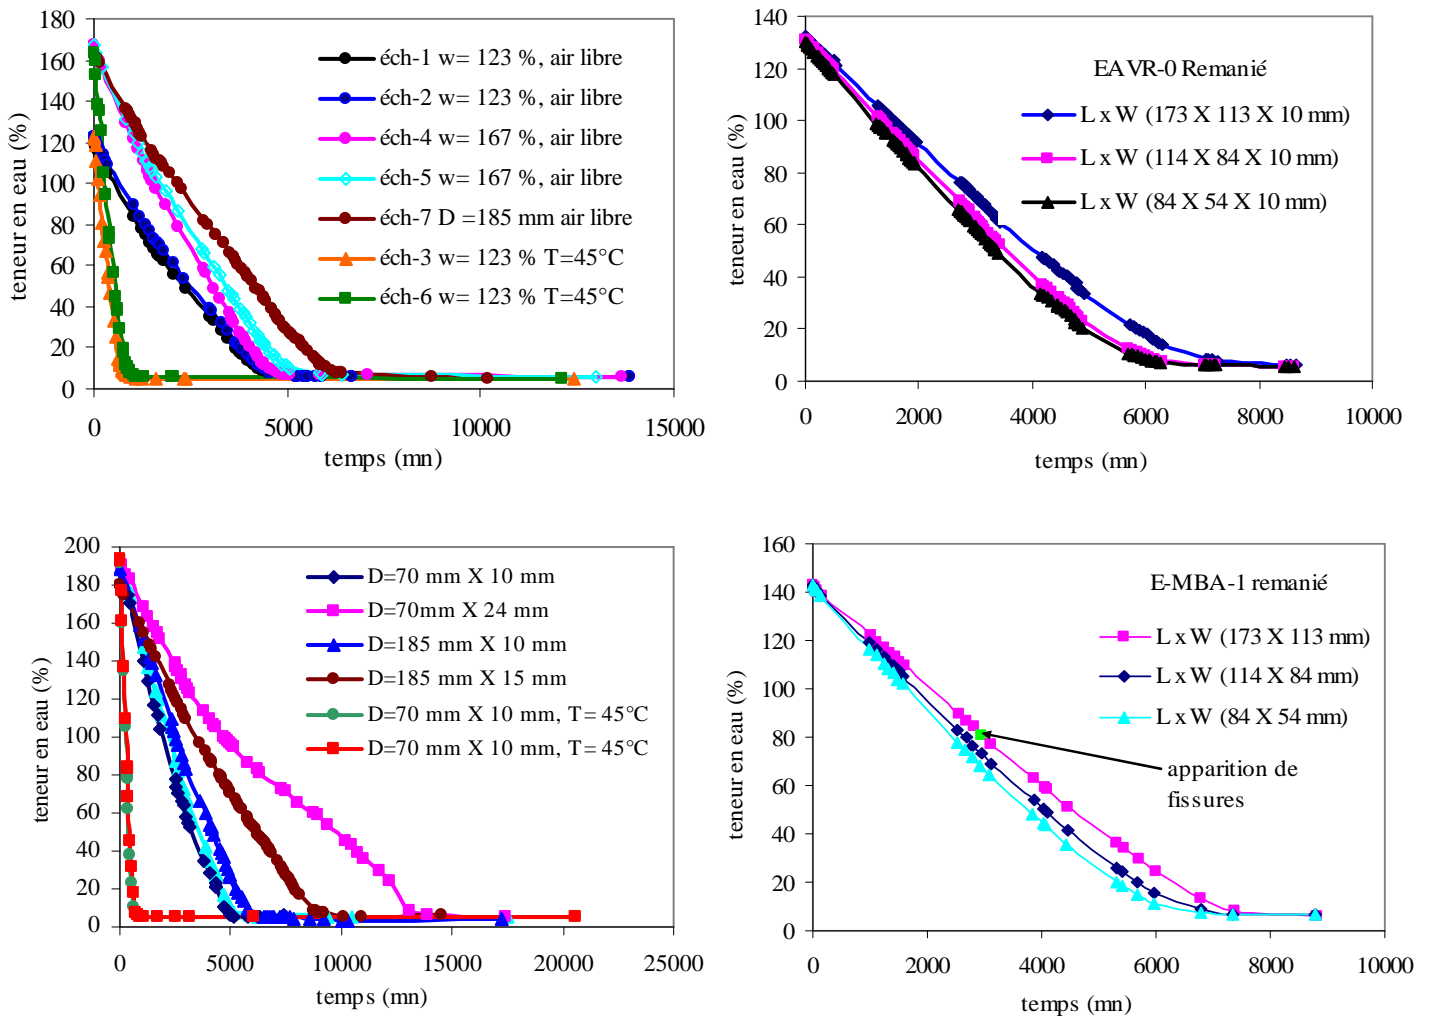 180
160
140
120
100
80
60
40
20
0
teneur en eau (%)
éch-1 w= 123 %, air libre
éch-2 w= 123%, air libre
éch-4 w= 167%, air libre
éch-5 w= 167%, air libre
éch-7 D =185 mm air libre
éch-3 w= 123 % T=45°C
éch-6 w= 123 % T=45°C
0 5000 10000 15000
temps (mn)
140
120
100
80
60
40
20
0
teneur en eau (%)
EAVR-0 Remanié
L x W (173 X 113 X 10 mm)
L x W (114 X 84 X 10 mm)
L x W (84 X 54 X 10 mm)
0 2000 4000 6000 8000 10000
temps (mn)
200
180
160
140
120
100
80
60
40
20
0
teneur en eau (%)
D=70 mm X 10 mm
D=70mm X 24 mm
D=185 mm X 10 mm
D=185 mm X 15 mm
D=70 mm X 10 mm, T= 45°C
D=70 mm X 10 mm, T= 45°C
0 5000 10000 15000 20000 25000
temps (mn)
160
140
120
100
80
60
40
20
0
teneur en eau (%)
E-MBA-1 remanié
L x W (173 X 113 mm)
L x W (114 X 84 mm)
L x W (84 X 54 mm)
apparition de
fissures
0 2000 4000 6000 8000 10000
temps (mn)